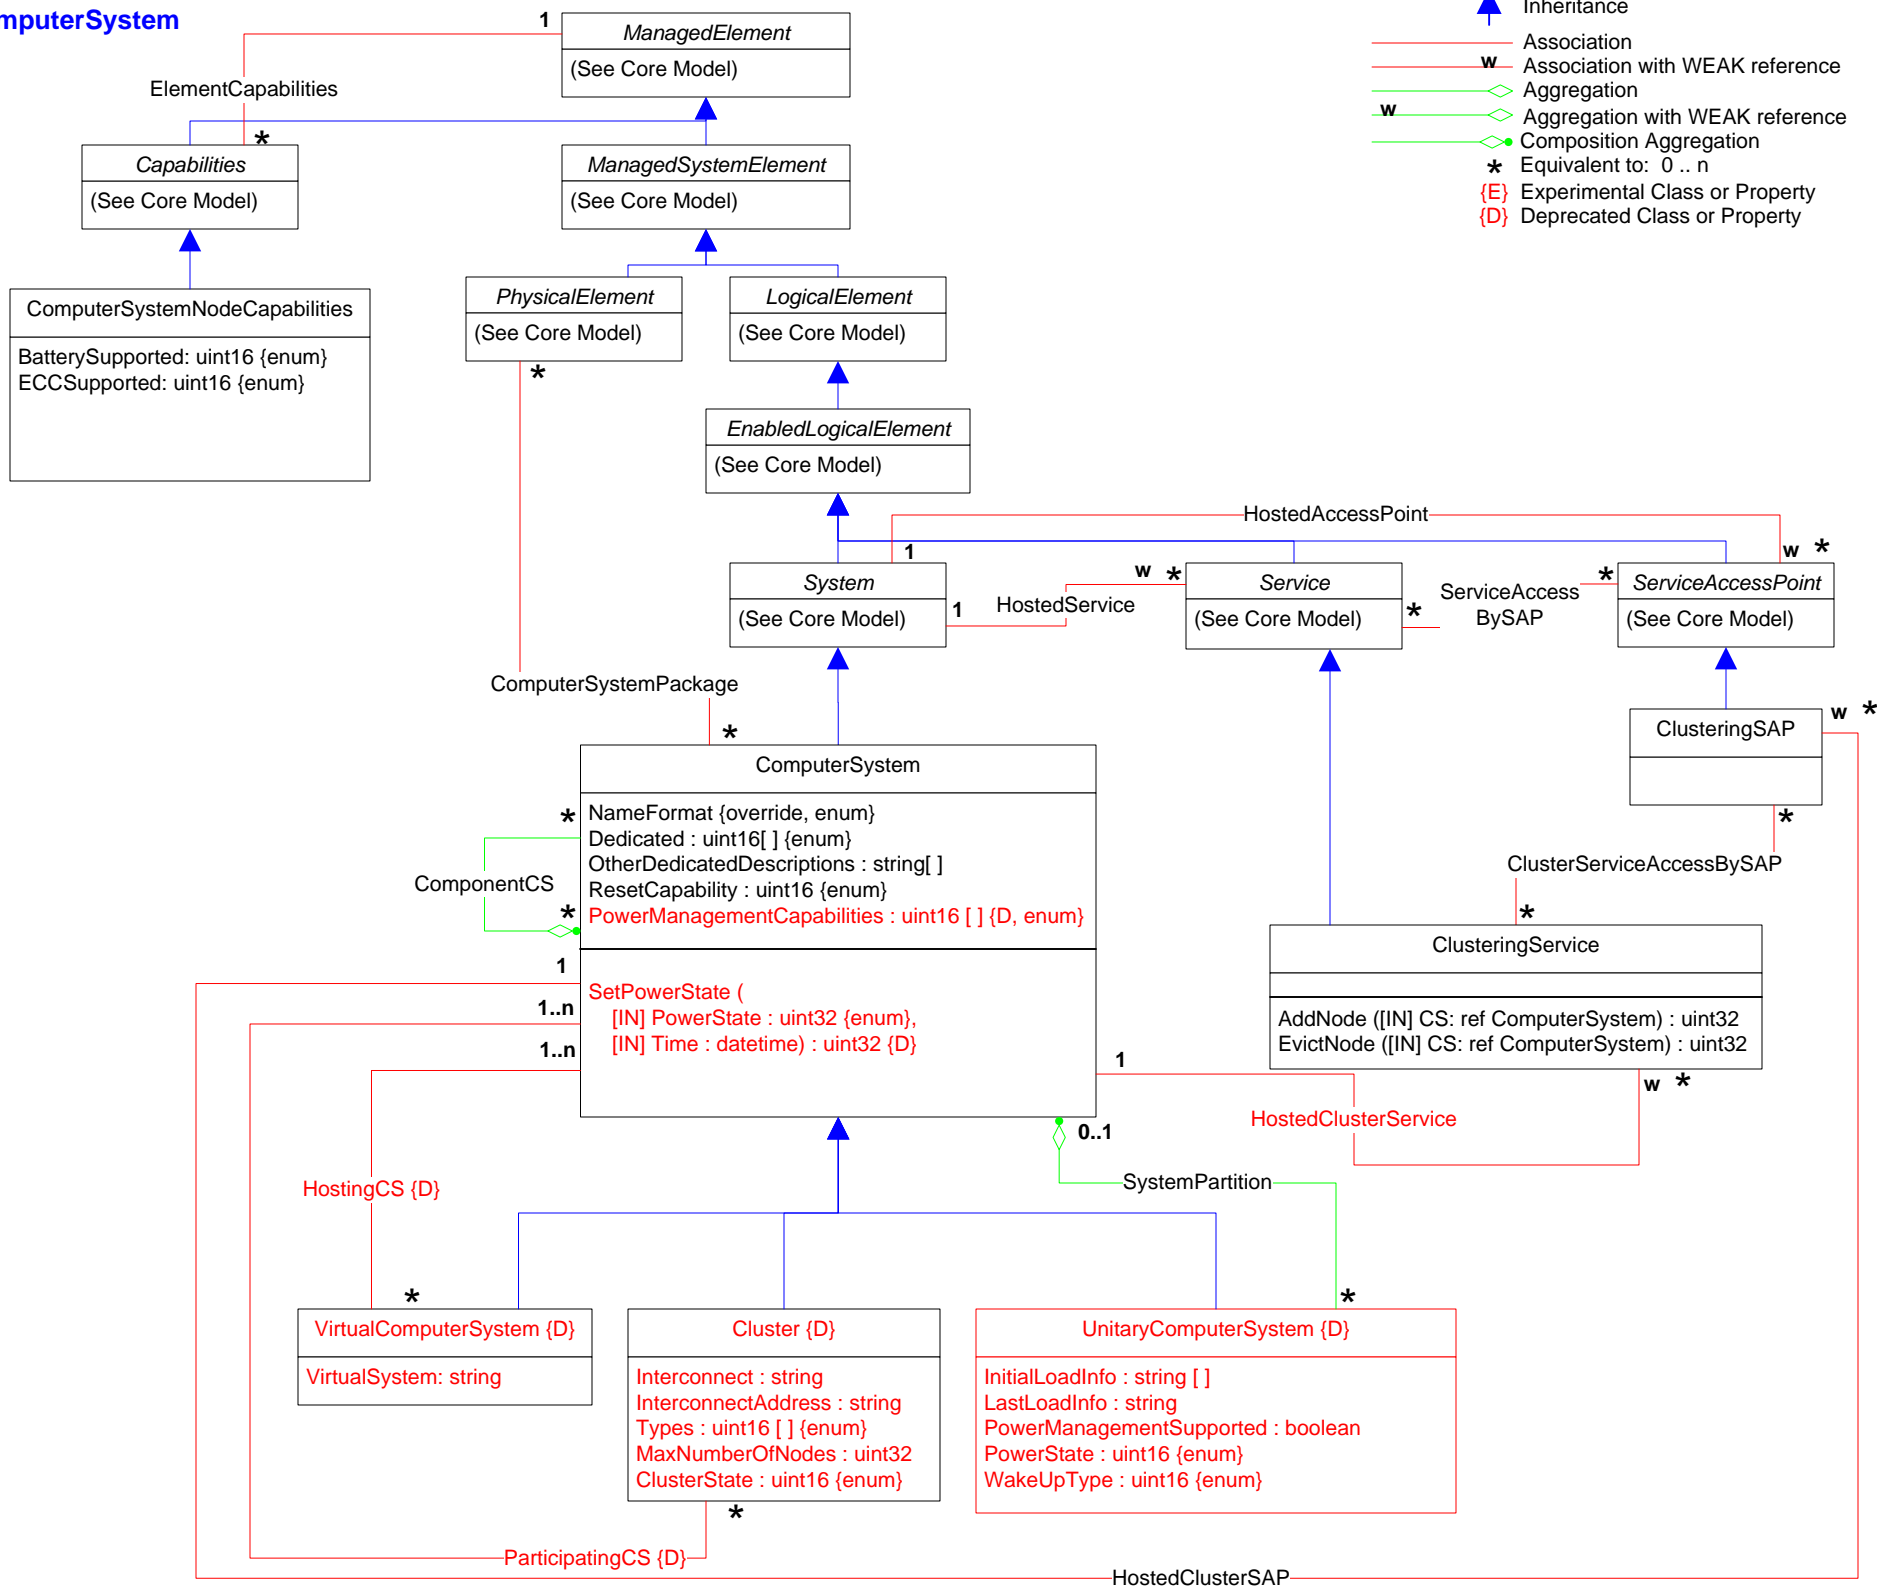 mputerSystem
Inheritance
Association
w Association with WEAK reference
Aggregation
w Aggregation with WEAK reference
Composition Aggregation
* Equivalent to: 0 .. n
{E} Experimental Class or Property
{D} Deprecated Class or Property
1
ManagedElement
(See Core Model)
ElementCapabilities
*
Capabilities
(See Core Model)
ManagedSystemElement
(See Core Model)
ComputerSystemNodeCapabilities
BatterySupported: uint16 {enum}
ECCSupported: uint16 {enum}
PhysicalElement
(See Core Model)
*
LogicalElement
(See Core Model)
EnabledLogicalElement
(See Core Model)
HostedAccessPoint
1
w *
System
(See Core Model)
1
HostedService
w *
Service
(See Core Model)
*
ServiceAccess
BySAP
*
ServiceAccessPoint
(See Core Model)
ComputerSystemPackage
*
w *
ClusteringSAP
*
ComputerSystem
NameFormat {override, enum}
Dedicated : uint16[ ] {enum}
OtherDedicatedDescriptions : string[ ]
ResetCapability : uint16 {enum}
PowerManagementCapabilities : uint16 [ ] {D, enum}
*
ComponentCS
*
ClusterServiceAccessBySAP
*
ClusteringService
AddNode ([IN] CS: ref ComputerSystem) : uint32
EvictNode ([IN] CS: ref ComputerSystem) : uint32
1
1..n
1..n
SetPowerState (
[IN] PowerState : uint32 {enum},
[IN] Time : datetime) : uint32 {D}
1
w *
HostedClusterService
0..1
SystemPartition
HostingCS {D}
*
*
VirtualComputerSystem {D}
VirtualSystem: string
Cluster {D}
Interconnect : string
InterconnectAddress : string
Types : uint16 [ ] {enum}
MaxNumberOfNodes : uint32
ClusterState : uint16 {enum}
*
UnitaryComputerSystem {D}
InitialLoadInfo : string [ ]
LastLoadInfo : string
PowerManagementSupported : boolean
PowerState : uint16 {enum}
WakeUpType : uint16 {enum}
ParticipatingCS {D}
HostedClusterSAP